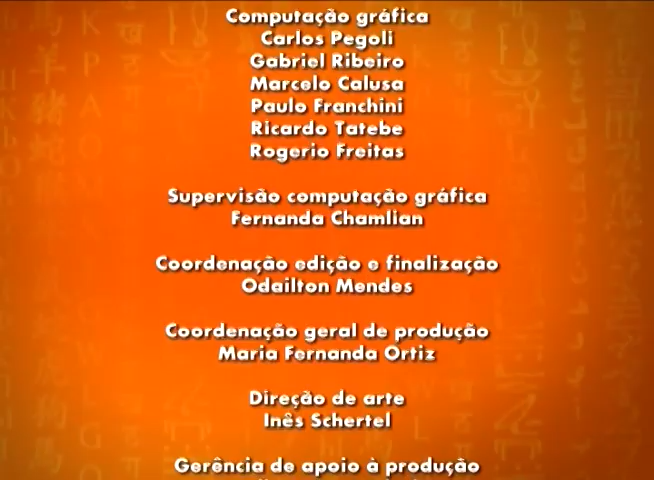 Computação gráfica
Carlos Pegoli
Gabriel Ribeiro
Marcelo Calusa
Paulo Franchini
Ricardo Tatebe
Rogerio Freitas
Supervisão computação gráfica
Fernanda Chamlian
Coordenação edição e finalização
Odailton Mendes
Coordenação geral de produção
Maria Fernanda Ortiz
Direção de arte
Inês Schertel
Gerência de apoio à produção